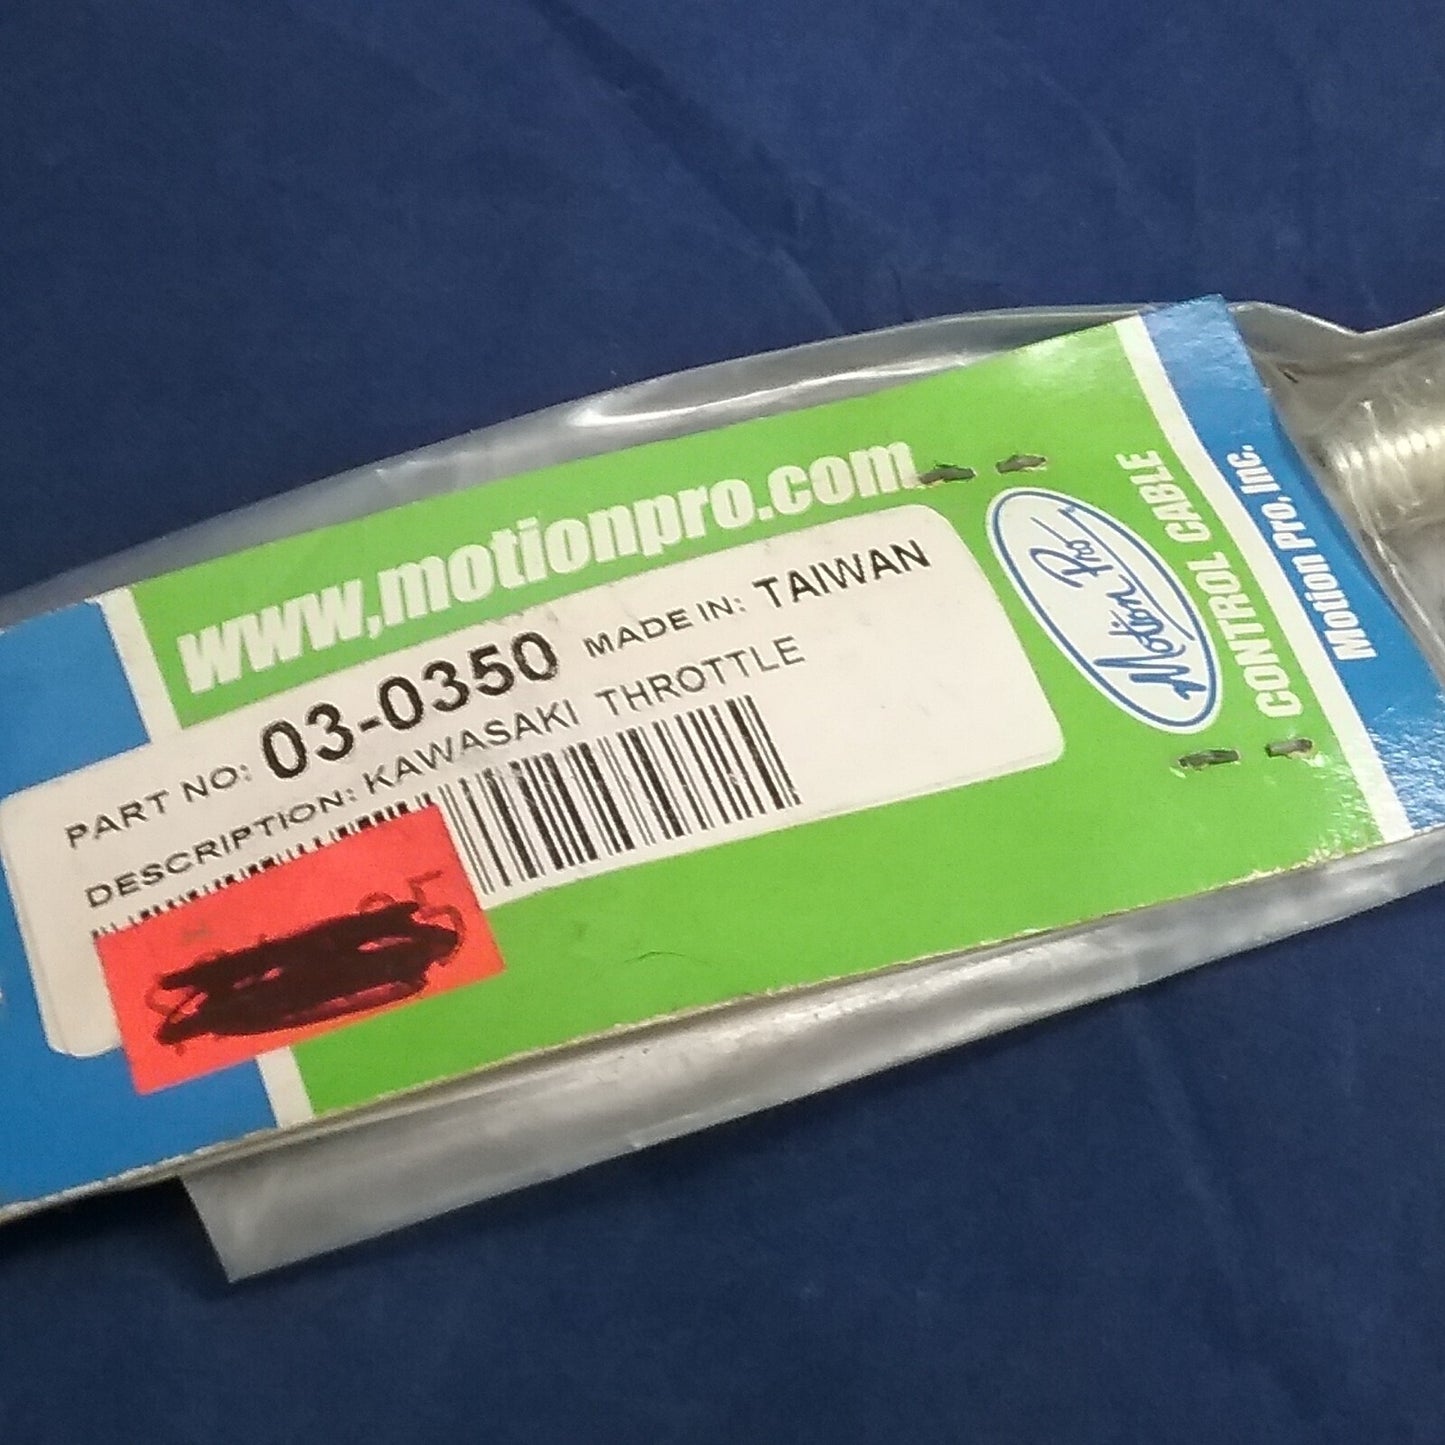 www.motionpro.com
PART NO: 03-0350 MADE IN: TAIWAN
DESCRIPTION: KAWASAKI THROTTLE
Motion Pro
CONTROL CABLE
Motion Pro, Inc.